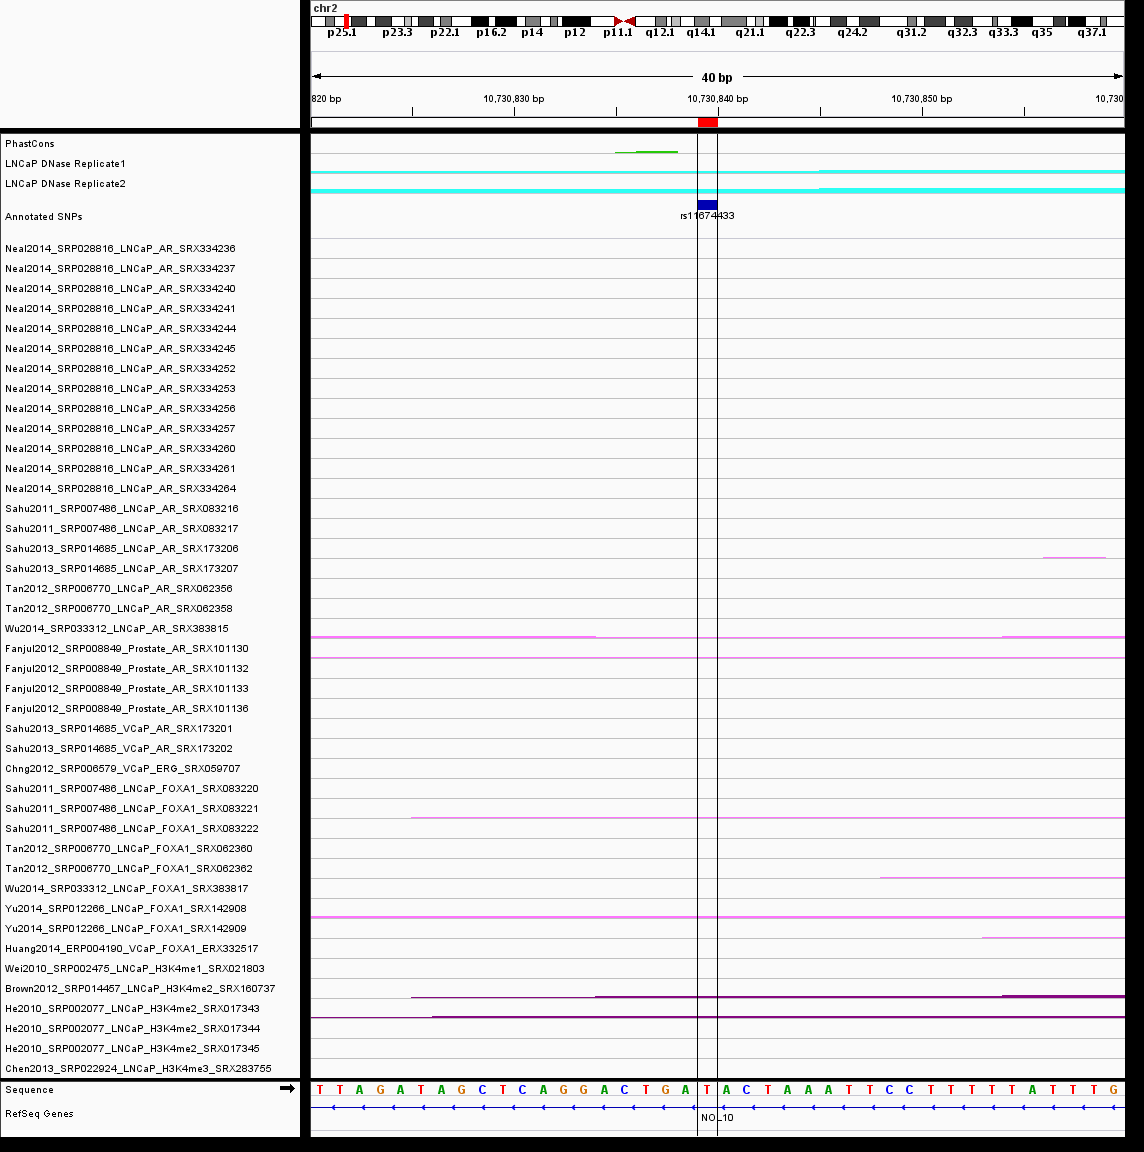 chr2
p25.1 p23.3 p22.1 p16.2 p14 p12 p11.1 q12.1 q14.1 q21.1 q22.3 q24.2 q31.2 q32.3 q33.3 q35 q37.1
40 bp
820 bp 10,730,830 bp 10,730,840 bp 10,730,850 bp 10,730
PhastCons
LNCaP DNase Replicate1
LNCaP DNase Replicate2
Annotated SNPs rs11674433
Neal2014_SRP028816_LNCaP_AR_SRX334236
Neal2014_SRP028816_LNCaP_AR_SRX334237
Neal2014_SRP028816_LNCaP_AR_SRX334240
Neal2014_SRP028816_LNCaP_AR_SRX334241
Neal2014_SRP028816_LNCaP_AR_SRX334244
Neal2014_SRP028816_LNCaP_AR_SRX334245
Neal2014_SRP028816_LNCaP_AR_SRX334252
Neal2014_SRP028816_LNCaP_AR_SRX334253
Neal2014_SRP028816_LNCaP_AR_SRX334256
Neal2014_SRP028816_LNCaP_AR_SRX334257
Neal2014_SRP028816_LNCaP_AR_SRX334260
Neal2014_SRP028816_LNCaP_AR_SRX334261
Neal2014_SRP028816_LNCaP_AR_SRX334264
Sahu2011_SRP007486_LNCaP_AR_SRX083216
Sahu2011_SRP007486_LNCaP_AR_SRX083217
Sahu2013_SRP014685_LNCaP_AR_SRX173206
Sahu2013_SRP014685_LNCaP_AR_SRX173207
Tan2012_SRP006770_LNCaP_AR_SRX062356
Tan2012_SRP006770_LNCaP_AR_SRX062358
Wu2014_SRP033312_LNCaP_AR_SRX383815
Fanjul2012_SRP008849_Prostate_AR_SRX101130
Fanjul2012_SRP008849_Prostate_AR_SRX101132
Fanjul2012_SRP008849_Prostate_AR_SRX101133
Fanjul2012_SRP008849_Prostate_AR_SRX101136
Sahu2013_SRP014685_VCaP_AR_SRX173201
Sahu2013_SRP014685_VCaP_AR_SRX173202
Chng2012_SRP006579_VCaP_ERG_SRX059707
Sahu2011_SRP007486_LNCaP_FOXA1_SRX083220
Sahu2011_SRP007486_LNCaP_FOXA1_SRX083221
Sahu2011_SRP007486_LNCaP_FOXA1_SRX083222
Tan2012_SRP006770_LNCaP_FOXA1_SRX062360
Tan2012_SRP006770_LNCaP_FOXA1_SRX062362
Wu2014_SRP033312_LNCaP_FOXA1_SRX383817
Yu2014_SRP012266_LNCaP_FOXA1_SRX142908
Yu2014_SRP012266_LNCaP_FOXA1_SRX142909
Huang2014_ERP004190_VCaP_FOXA1_ERX332517
Wei2010_SRP002475_LNCaP_H3K4me1_SRX021803
Brown2012_SRP014457_LNCaP_H3K4me2_SRX160737
He2010_SRP002077_LNCaP_H3K4me2_SRX017343
He2010_SRP002077_LNCaP_H3K4me2_SRX017344
He2010_SRP002077_LNCaP_H3K4me2_SRX017345
Chen2013_SRP022924_LNCaP_H3K4me3_SRX283755
Sequence T T A G A T A G C T C A G G A C T G A T A C T A A A T T C C T T T T T A T T T G
RefSeq Genes NOL10